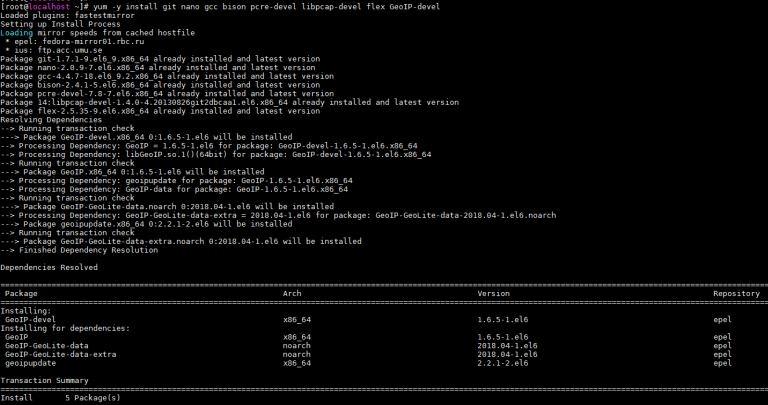 [root@localhost ~]# yum -y install git nano gcc bison pcre-devel libpcap-devel flex GeoIP-devel
Loaded plugins: fastestmirror
Setting up Install Process
Loading mirror speeds from cached hostfile
 * epel: fedora-mirror01.rbc.ru
 * ius: ftp.acc.umu.se
Package git-1.7.1-9.el6_9.x86_64 already installed and latest version
Package nano-2.0.9-7.el6.x86_64 already installed and latest version
Package gcc-4.4.7-18.el6_9.2.x86_64 already installed and latest version
Package bison-2.4.1-5.el6.x86_64 already installed and latest version
Package pcre-devel-7.8-7.el6.x86_64 already installed and latest version
Package 14:libpcap-devel-1.4.0-4.20130826git2dbcaa1.el6.x86_64 already installed and latest version
Package flex-2.5.35-9.el6.x86_64 already installed and latest version
Resolving Dependencies
--> Running transaction check
---> Package GeoIP-devel.x86_64 0:1.6.5-1.el6 will be installed
--> Processing Dependency: GeoIP = 1.6.5-1.el6 for package: GeoIP-devel-1.6.5-1.el6.x86_64
--> Processing Dependency: libGeoIP.so.1()(64bit) for package: GeoIP-devel-1.6.5-1.el6.x86_64
--> Running transaction check
---> Package GeoIP.x86_64 0:1.6.5-1.el6 will be installed
--> Processing Dependency: geoipupdate for package: GeoIP-1.6.5-1.el6.x86_64
--> Processing Dependency: GeoIP-data for package: GeoIP-1.6.5-1.el6.x86_64
--> Running transaction check
---> Package GeoIP-GeoLite-data.noarch 0:2018.04-1.el6 will be installed
--> Processing Dependency: GeoIP-GeoLite-data-extra = 2018.04-1.el6 for package: GeoIP-GeoLite-data-2018.04-1.el6.noarch
---> Package geoipupdate.x86_64 0:2.2.1-2.el6 will be installed
--> Running transaction check
---> Package GeoIP-GeoLite-data-extra.noarch 0:2018.04-1.el6 will be installed
--> Finished Dependency Resolution
Dependencies Resolved
Package Arch Version Repository
Installing:
GeoIP-devel x86_64 1.6.5-1.el6 epel
Installing for dependencies:
GeoIP x86_64 1.6.5-1.el6 epel
GeoIP-GeoLite-data noarch 2018.04-1.el6 epel
GeoIP-GeoLite-data-extra noarch 2018.04-1.el6 epel
geoipupdate x86_64 2.2.1-2.el6 epel
Transaction Summary
Install 5 Package(s)